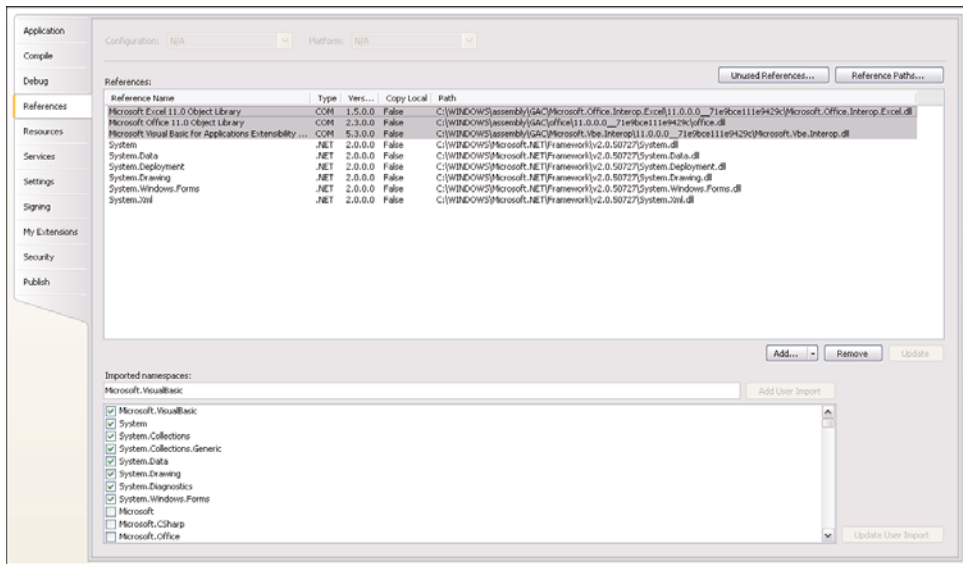 Application
Compile
Debug
References
Resources
Services
Settings
Signing
My Extensions
Security
Publish
Configuration: N/A Platform: N/A
References: Unused References... Reference Paths...
Reference Name Type Vers... Copy Local Path
Microsoft Excel 11.0 Object Library COM 1.5.0.0 False C:\WINDOWS\assembly\GAC\Microsoft.Office.Interop.Excel\11.0.0.0__71e9bce111e9429c\Microsoft.Office.Interop.Excel.dll
Microsoft Office 11.0 Object Library COM 2.3.0.0 False C:\WINDOWS\assembly\GAC\office\11.0.0.0__71e9bce111e9429c\office.dll
Microsoft Visual Basic for Applications Extensibility ... COM 5.3.0.0 False C:\WINDOWS\assembly\GAC\Microsoft.Vbe.Interop\11.0.0.0__71e9bce111e9429c\Microsoft.Vbe.Interop.dll
System .NET 2.0.0.0 False C:\WINDOWS\Microsoft.NET\Framework\v2.0.50727\System.dll
System.Data .NET 2.0.0.0 False C:\WINDOWS\Microsoft.NET\Framework\v2.0.50727\System.Data.dll
System.Deployment .NET 2.0.0.0 False C:\WINDOWS\Microsoft.NET\Framework\v2.0.50727\System.Deployment.dll
System.Drawing .NET 2.0.0.0 False C:\WINDOWS\Microsoft.NET\Framework\v2.0.50727\System.Drawing.dll
System.Windows.Forms .NET 2.0.0.0 False C:\WINDOWS\Microsoft.NET\Framework\v2.0.50727\System.Windows.Forms.dll
System.Xml .NET 2.0.0.0 False C:\WINDOWS\Microsoft.NET\Framework\v2.0.50727\System.Xml.dll
Add... Remove Update
Imported namespaces:
Microsoft.VisualBasic Add User Import
Microsoft.VisualBasic
System
System.Collections
System.Collections.Generic
System.Data
System.Drawing
System.Diagnostics
System.Windows.Forms
Microsoft
Microsoft.CSharp
Microsoft.Office Update User Import